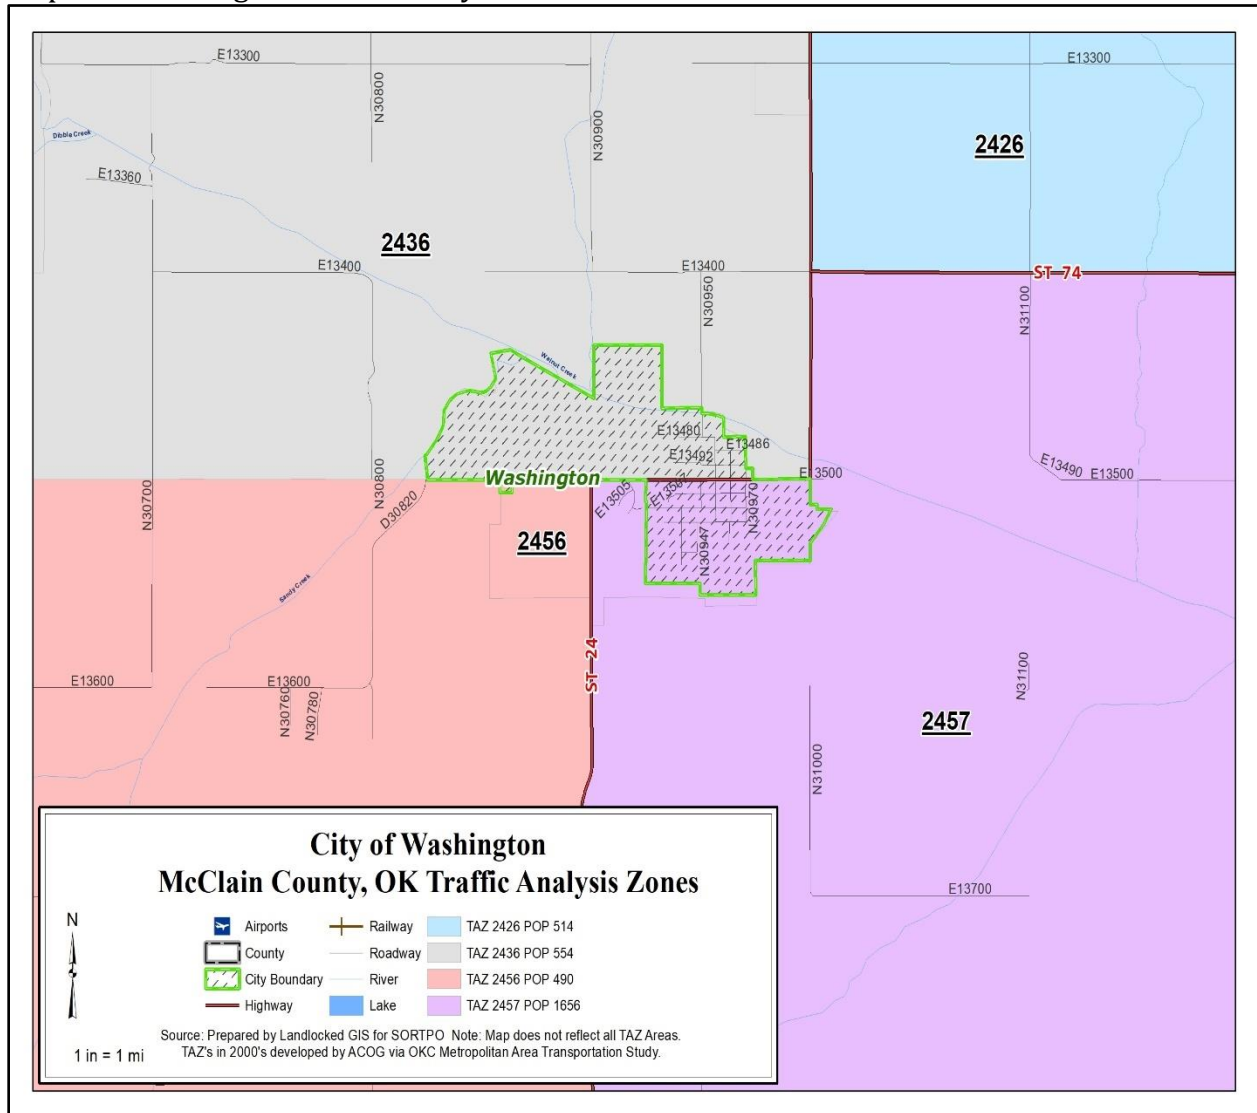 E13300
E13300
N30800
N30900
2426
Dibble Creek
E13360
2436
E13400
E13400
ST 74
N30950
N31100
Walnut Creek
E13480
E13486
E13492
E13490
E13500
E13500
Washington
N30800
N30700
D30820
E13505
N30970
2456
N30947
Sandy Creek
ST 24
E13600
E13600
N30760
N30780
N31100
2457
N31000
E13700
City of Washington
McClain County, OK Traffic Analysis Zones
N
Airports
Railway
TAZ 2426 POP 514
County
Roadway
TAZ 2436 POP 554
City Boundary
River
TAZ 2456 POP 490
Highway
Lake
TAZ 2457 POP 1656
Source: Prepared by Landlocked GIS for SORTPO Note: Map does not reflect all TAZ Areas.
1 in = 1 mi
TAZ's in 2000's developed by ACOG via OKC Metropolitan Area Transportation Study.